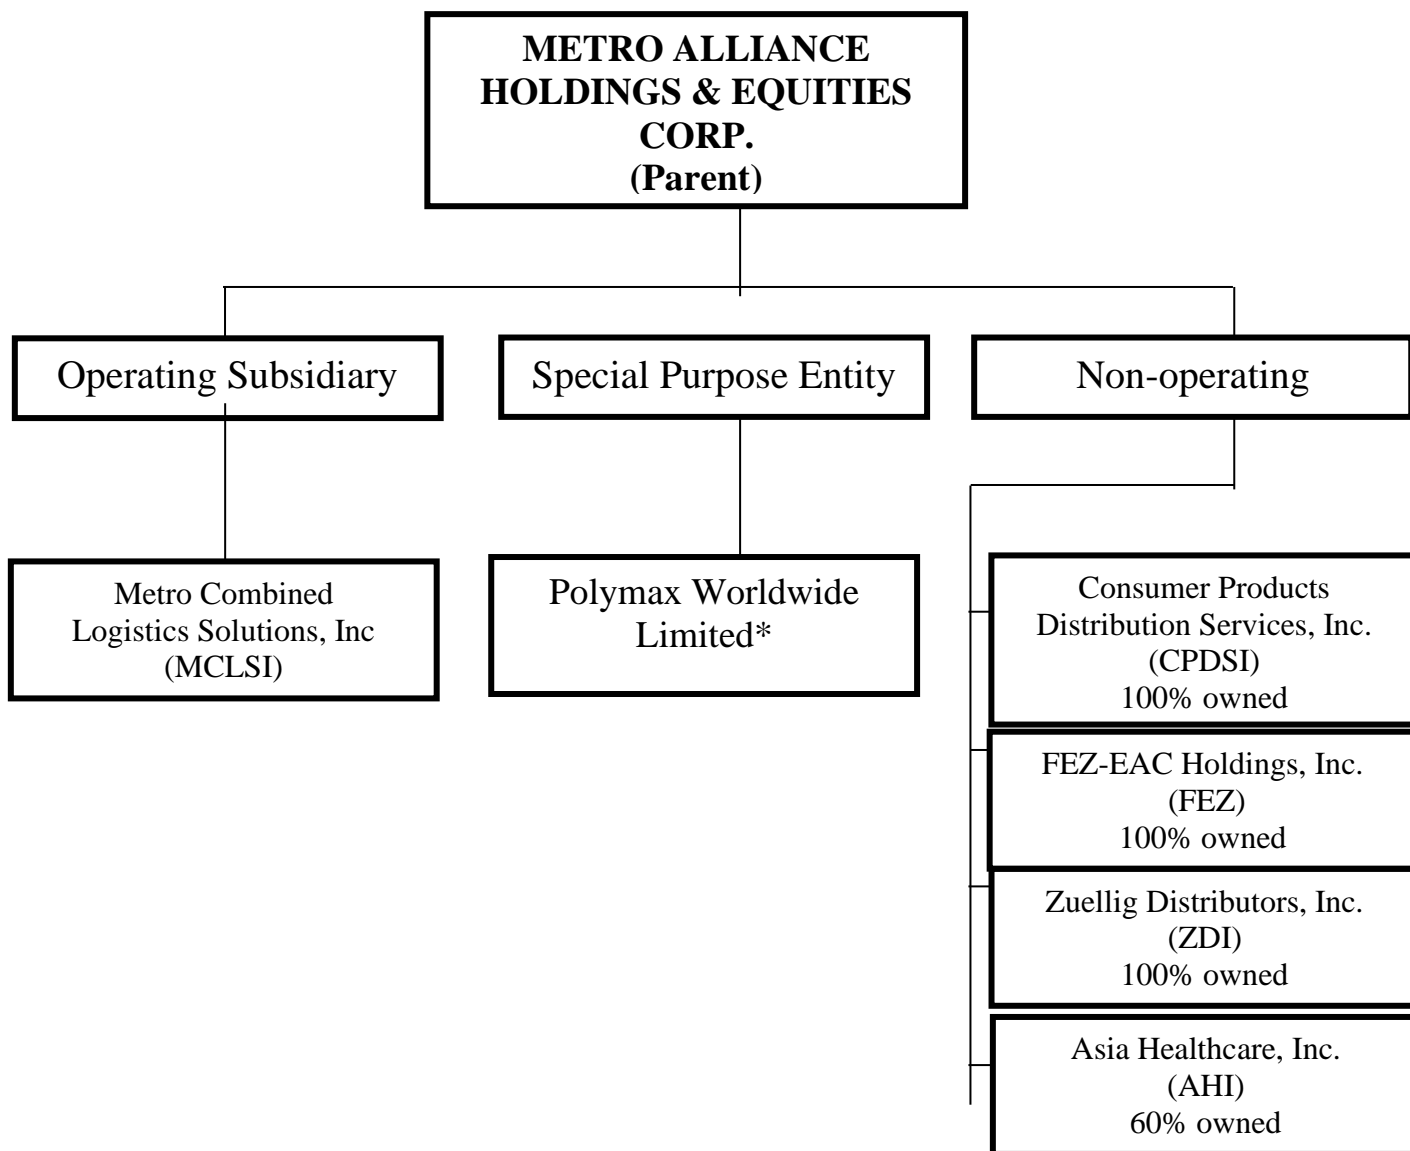 METRO ALLIANCE
HOLDINGS & EQUITIES
CORP.
(Parent)
Operating Subsidiary
Special Purpose Entity
Non-operating
Metro Combined
Logistics Solutions, Inc
(MCLSI)
Polymax Worldwide
Limited*
Consumer Products
Distribution Services, Inc.
(CPDSI)
100% owned
FEZ-EAC Holdings, Inc.
(FEZ)
100% owned
Zuellig Distributors, Inc.
(ZDI)
100% owned
Asia Healthcare, Inc.
(AHI)
60% owned